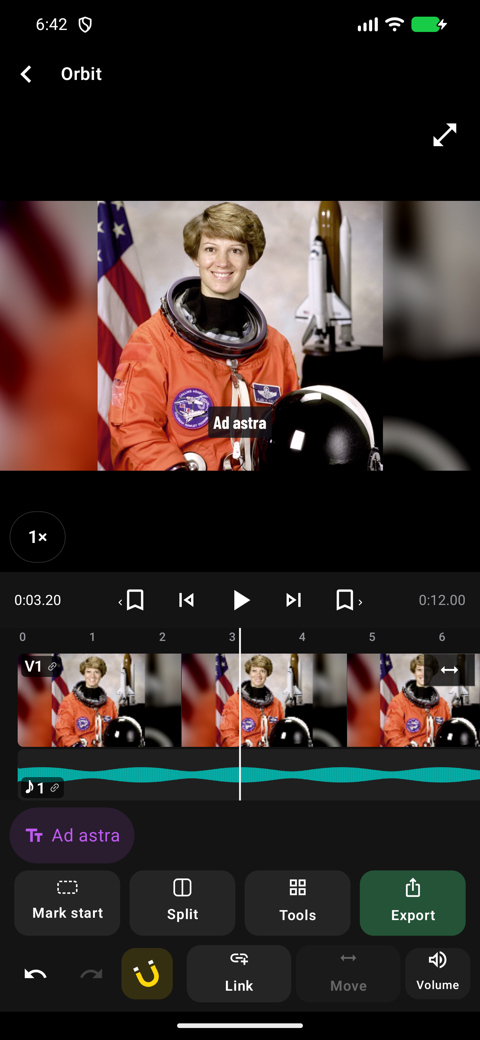 6:42
Orbit
Ad astra
1×
0:03.20
0:12.00
0 1 2 3 4 5 6
V1
1
Ad astra
Mark start
Split
Tools
Export
Link
Move
Volume